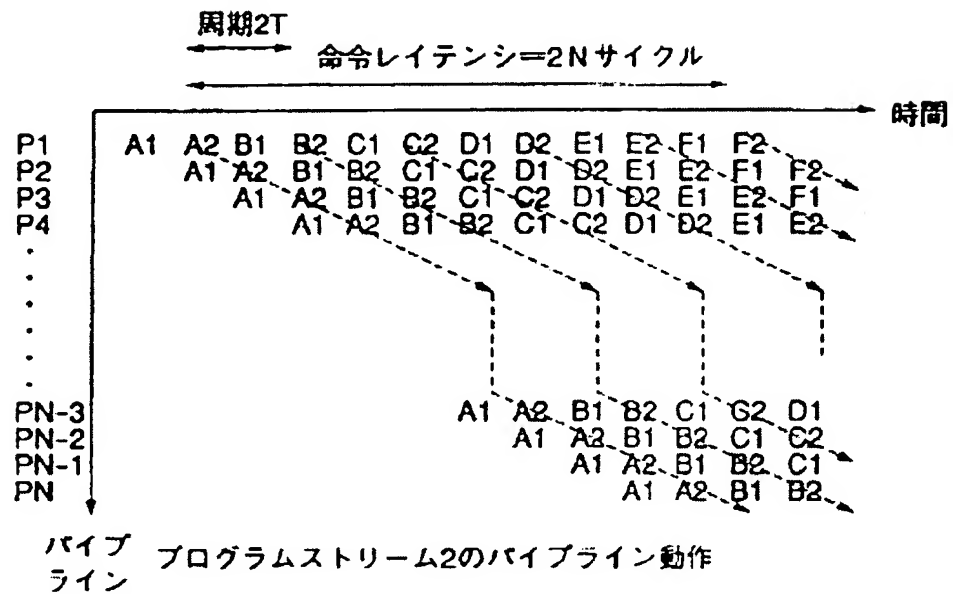 周期2T
命令レイテンシ=2Nサイクル
時間
P1 A1 A2 B1 B2 C1 C2 D1 D2 E1 E2 F1 F2
P2 A1 A2 B1 B2 C1 C2 D1 D2 E1 E2 F1 F2
P3 A1 A2 B1 B2 C1 C2 D1 D2 E1 E2 F1
P4 A1 A2 B1 B2 C1 C2 D1 D2 E1 E2
PN-3 A1 A2 B1 B2 C1 C2 D1
PN-2 A1 A2 B1 B2 C1 C2
PN-1 A1 A2 B1 B2 C1
PN A1 A2 B1 B2
パイプ
ライン
プログラムストリーム2のパイプライン動作